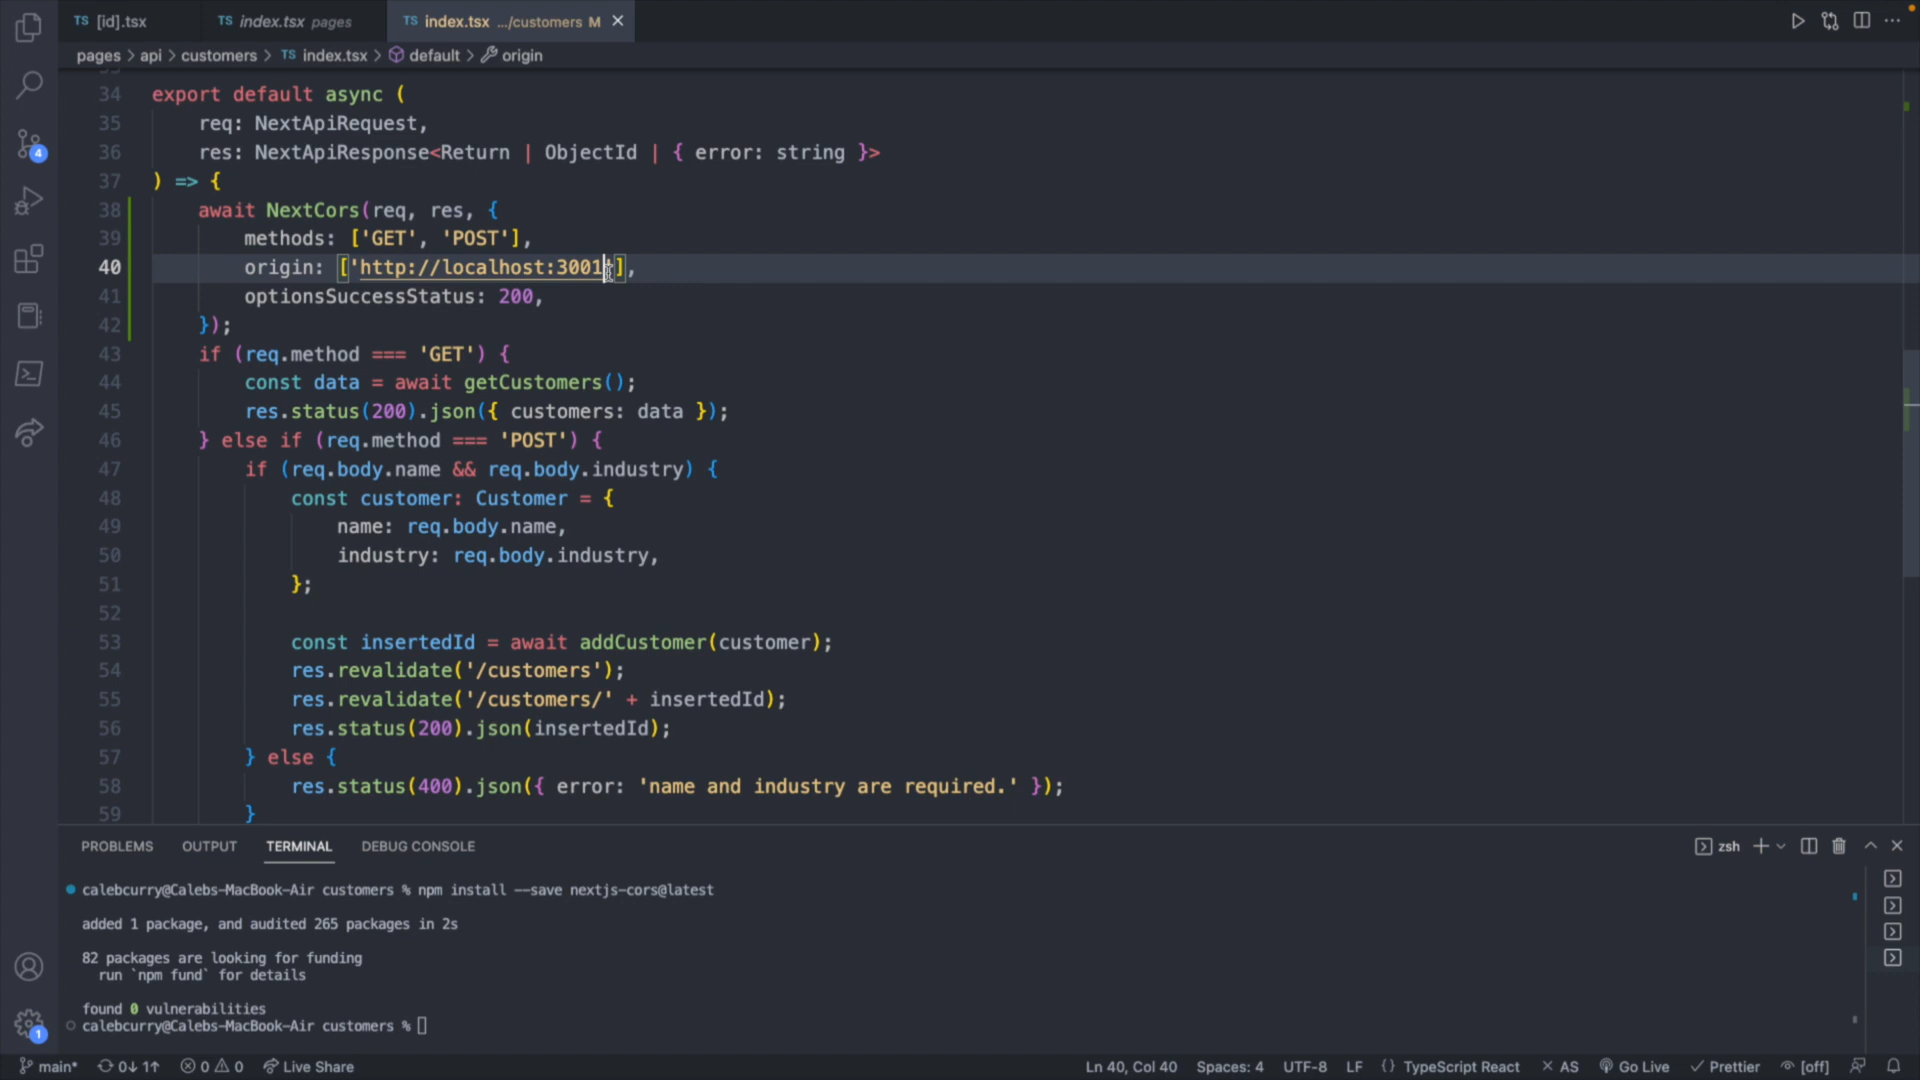 TS [id].tsx TS index.tsx pages TS index.tsx .../customers M
pages > api > customers > TS index.tsx > default > origin
34 export default async (
35 req: NextApiRequest,
36 res: NextApiResponse<Return | ObjectId | { error: string }>
37 ) => {
38 await NextCors(req, res, {
39 methods: ['GET', 'POST'],
40 origin: ['http://localhost:3001'],
41 optionsSuccessStatus: 200,
42 });
43 if (req.method === 'GET') {
44 const data = await getCustomers();
45 res.status(200).json({ customers: data });
46 } else if (req.method === 'POST') {
47 if (req.body.name && req.body.industry) {
48 const customer: Customer = {
49 name: req.body.name,
50 industry: req.body.industry,
51 };
52
53 const insertedId = await addCustomer(customer);
54 res.revalidate('/customers');
55 res.revalidate('/customers/' + insertedId);
56 res.status(200).json(insertedId);
57 } else {
58 res.status(400).json({ error: 'name and industry are required.' });
59 }
4
PROBLEMS OUTPUT TERMINAL DEBUG CONSOLE zsh
calebcurry@Calebs-MacBook-Air customers % npm install --save nextjs-cors@latest
added 1 package, and audited 265 packages in 2s
82 packages are looking for funding
run `npm fund` for details
found 0 vulnerabilities
calebcurry@Calebs-MacBook-Air customers %
1
main* 0↓ 1↑ 0 0 Live Share Ln 40, Col 40 Spaces: 4 UTF-8 LF {} TypeScript React AS Go Live Prettier [off]